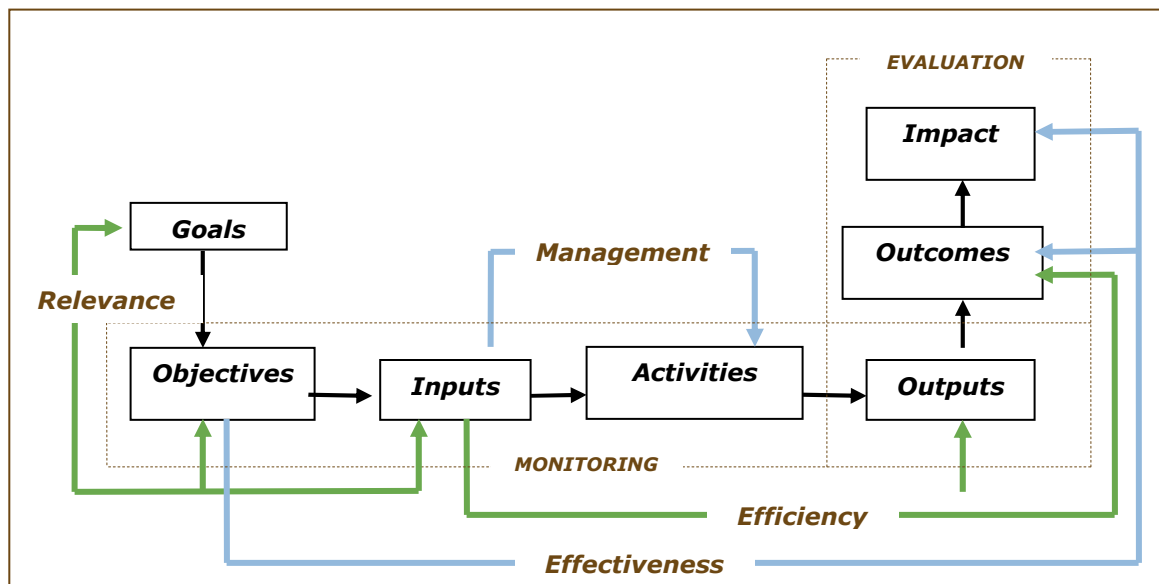 EVALUATION
Impact
Goals
Management
Outcomes
Relevance
Objectives
Inputs
Activities
Outputs
MONITORING
Efficiency
Effectiveness